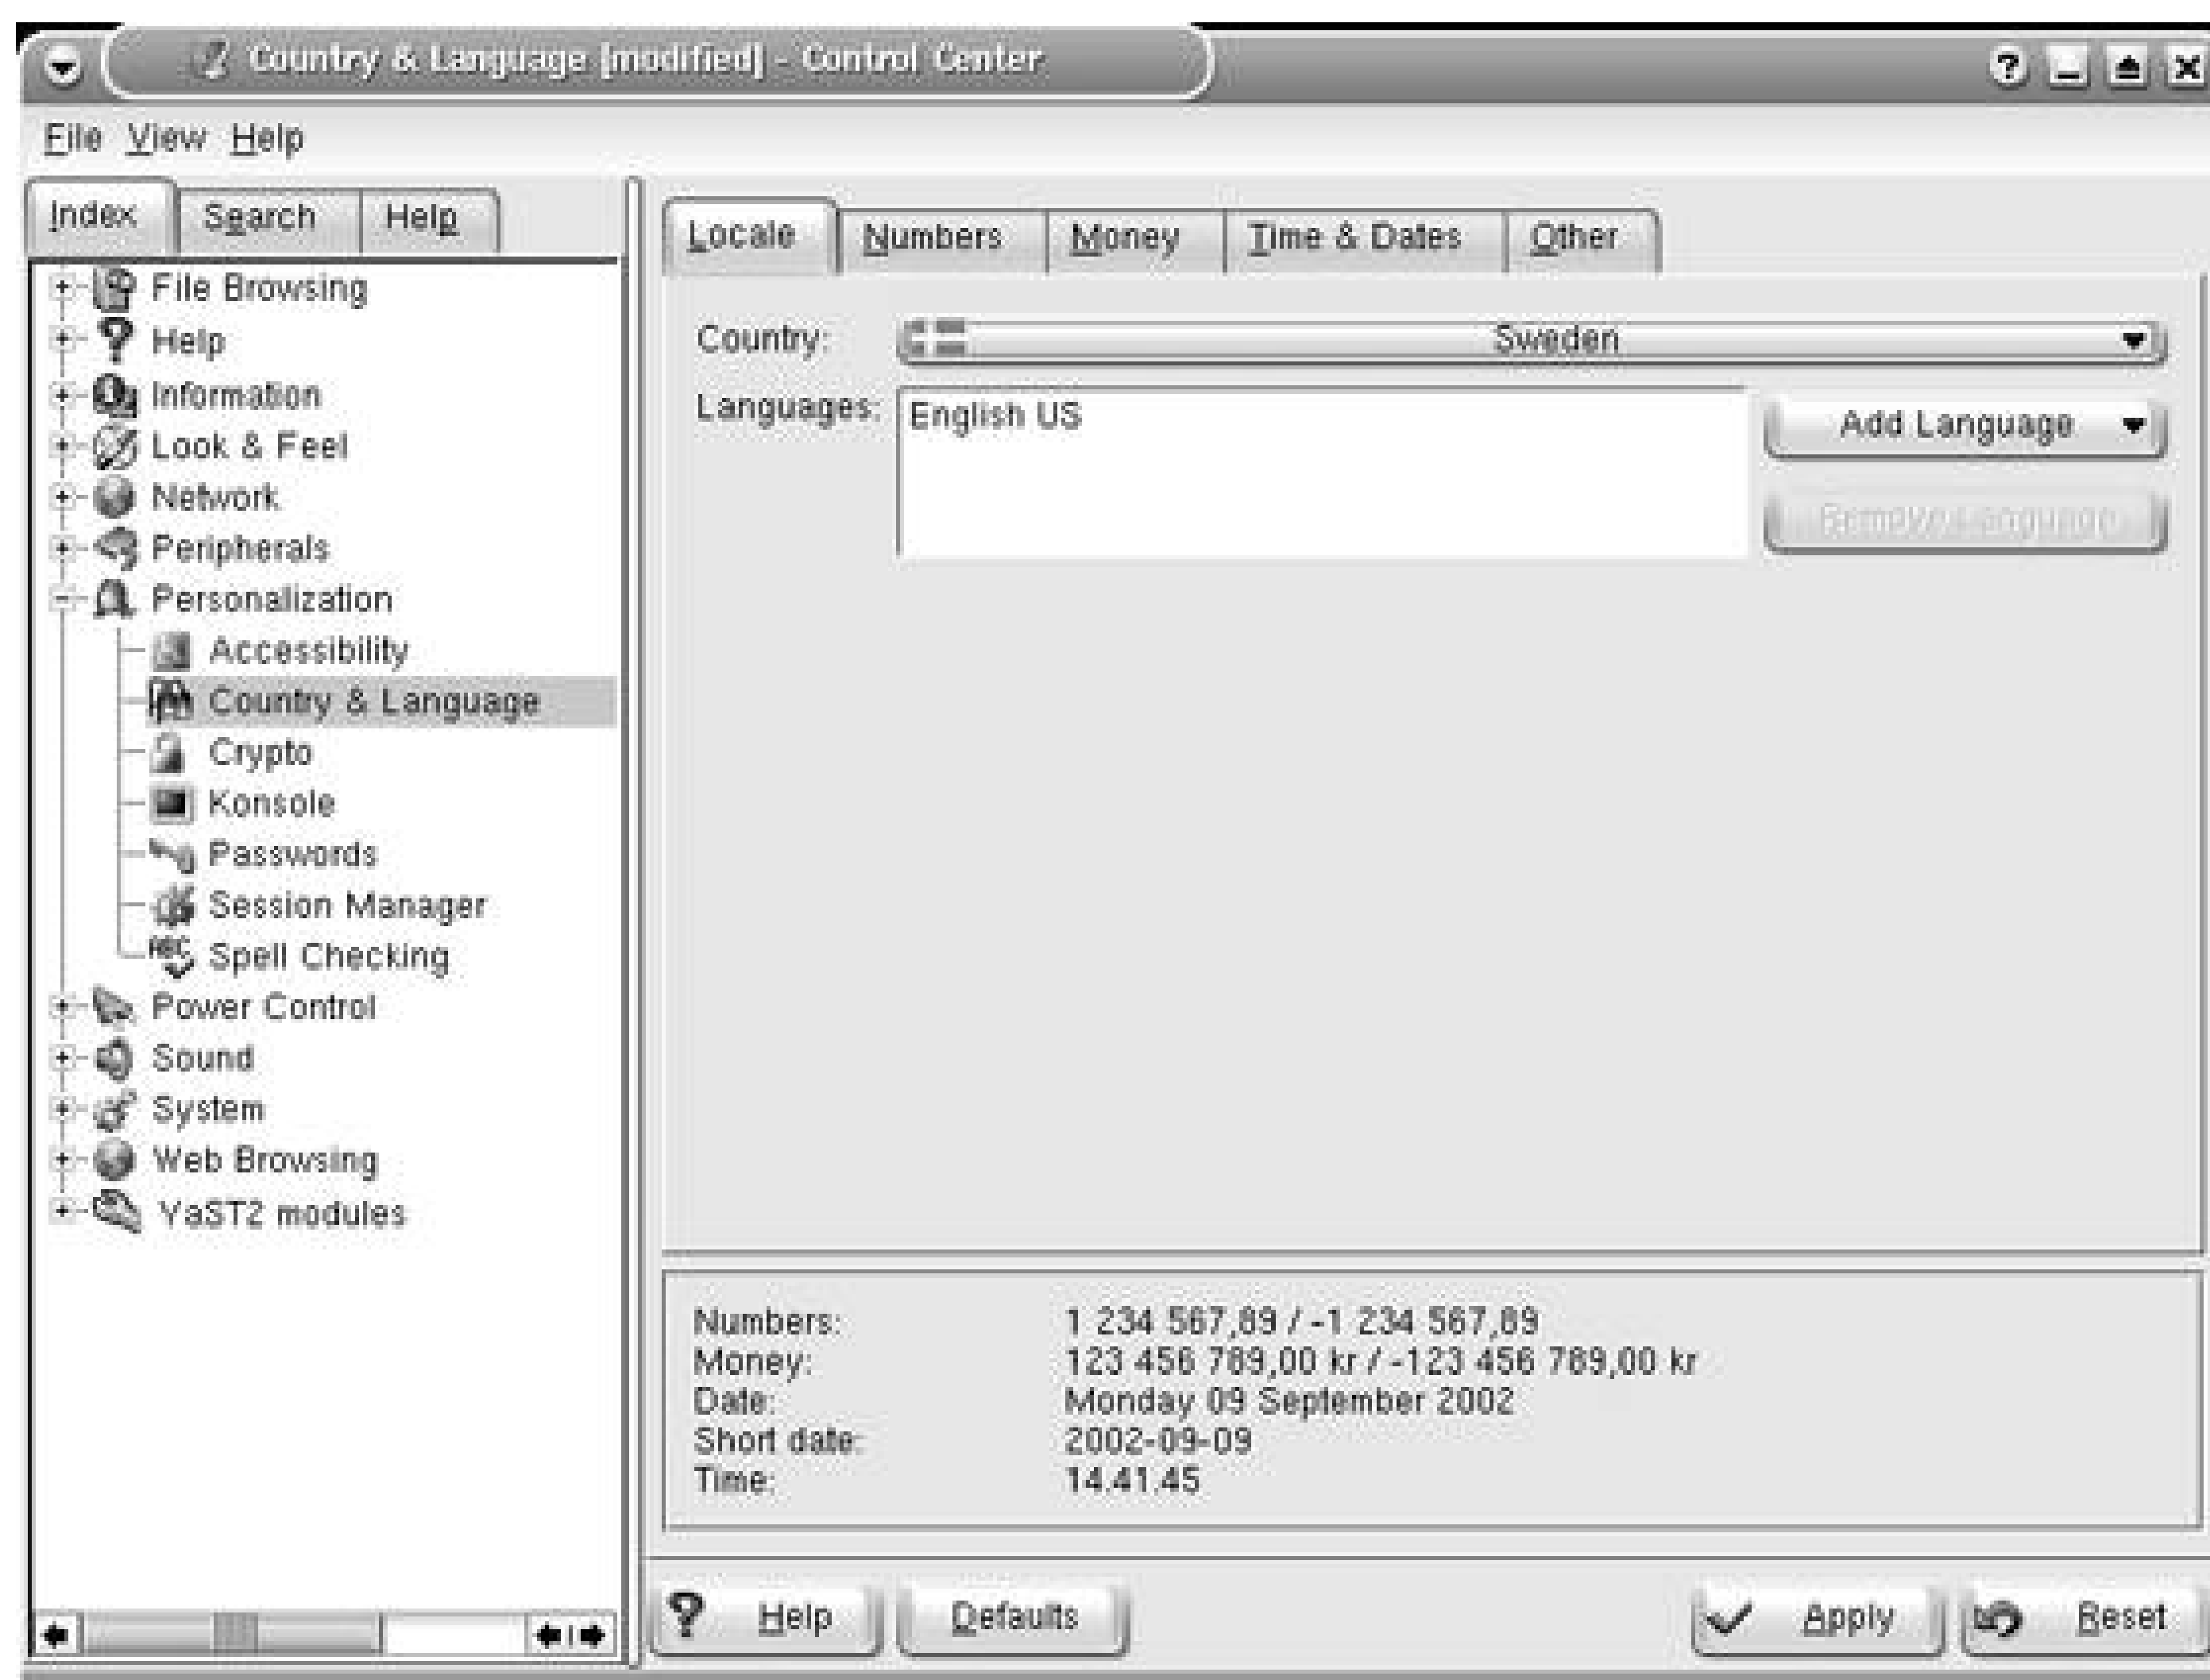 Country & Language [modified] - Control Center
File View Help
Index Search Help
File Browsing
Help
Information
Look & Feel
Network
Peripherals
Personalization
Accessibility
Country & Language
Crypto
Konsole
Passwords
Session Manager
ABC Spell Checking
Power Control
Sound
System
Web Browsing
YaST2 modules
Locale Numbers Money Time & Dates Other
Country: Sweden
Languages: English US
Add Language
Remove Language
Numbers: 1 234 567,89 / -1 234 567,89
Money: 123 456 789,00 kr / -123 456 789,00 kr
Date: Monday 09 September 2002
Short date: 2002-09-09
Time: 14.41.45
Help Defaults Apply Reset